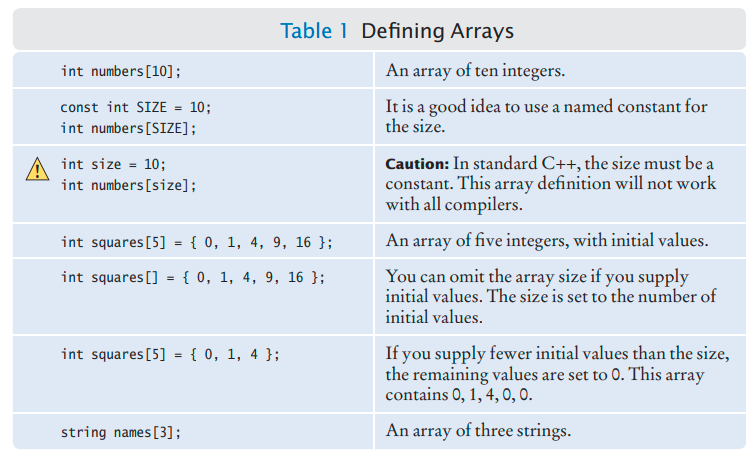 Table 1 Defining Arrays
int numbers[10];
An array of ten integers.
const int SIZE = 10;
int numbers[SIZE];
It is a good idea to use a named constant for
the size.
int size = 10;
int numbers[size];
Caution: In standard C++, the size must be a
constant. This array definition will not work
with all compilers.
int squares[5] = { 0, 1, 4, 9, 16 };
An array of five integers, with initial values.
int squares[] = { 0, 1, 4, 9, 16 };
You can omit the array size if you supply
initial values. The size is set to the number of
initial values.
int squares[5] = { 0, 1, 4 };
If you supply fewer initial values than the size,
the remaining values are set to 0. This array
contains 0, 1, 4, 0, 0.
string names[3];
An array of three strings.